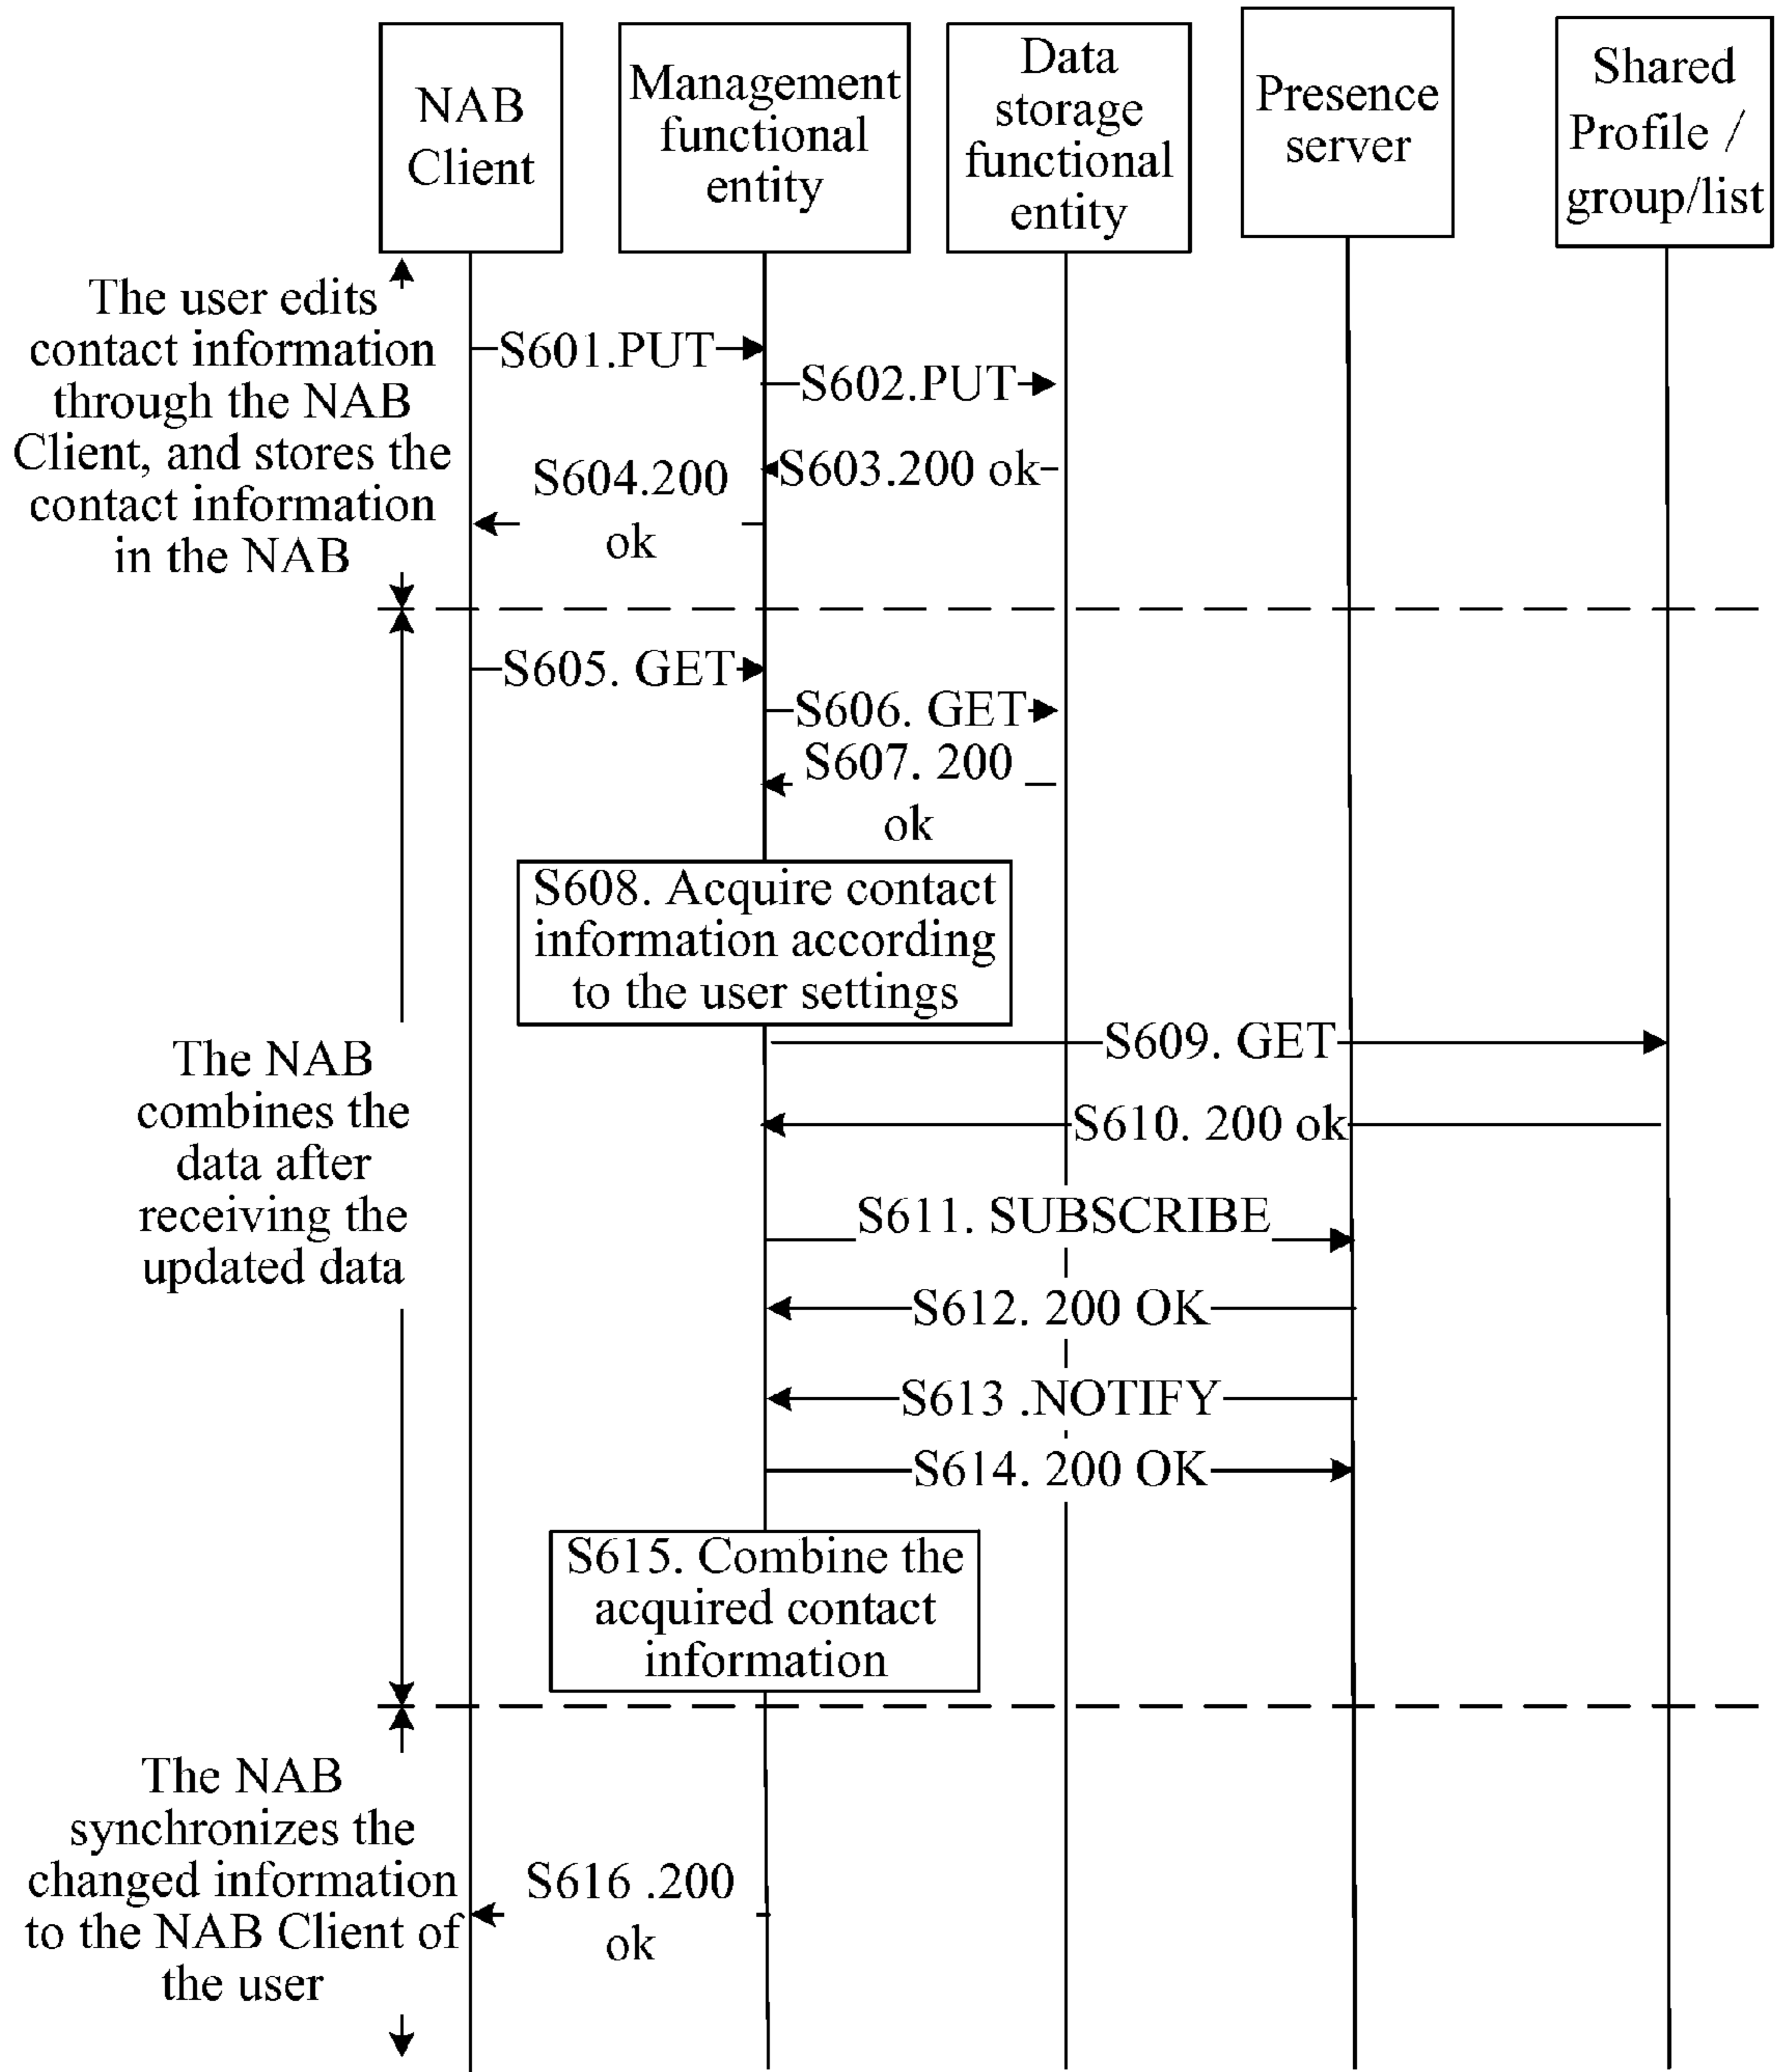 NAB
Client
Management
functional
entity
Data
storage
functional
entity
Presence
server
Shared
Profile /
group/list
The user edits
contact information
through the NAB
Client, and stores the
contact information
in the NAB
S601.PUT
S602.PUT
S603.200 ok
S604.200
ok
S605. GET
S606. GET
S607. 200
ok
S608. Acquire contact
information according
to the user settings
The NAB
combines the
data after
receiving the
updated data
S609. GET
S610. 200 ok
S611. SUBSCRIBE
S612. 200 OK
S613 .NOTIFY
S614. 200 OK
S615. Combine the
acquired contact
information
The NAB
synchronizes the
changed information
to the NAB Client of
the user
S616 .200
ok